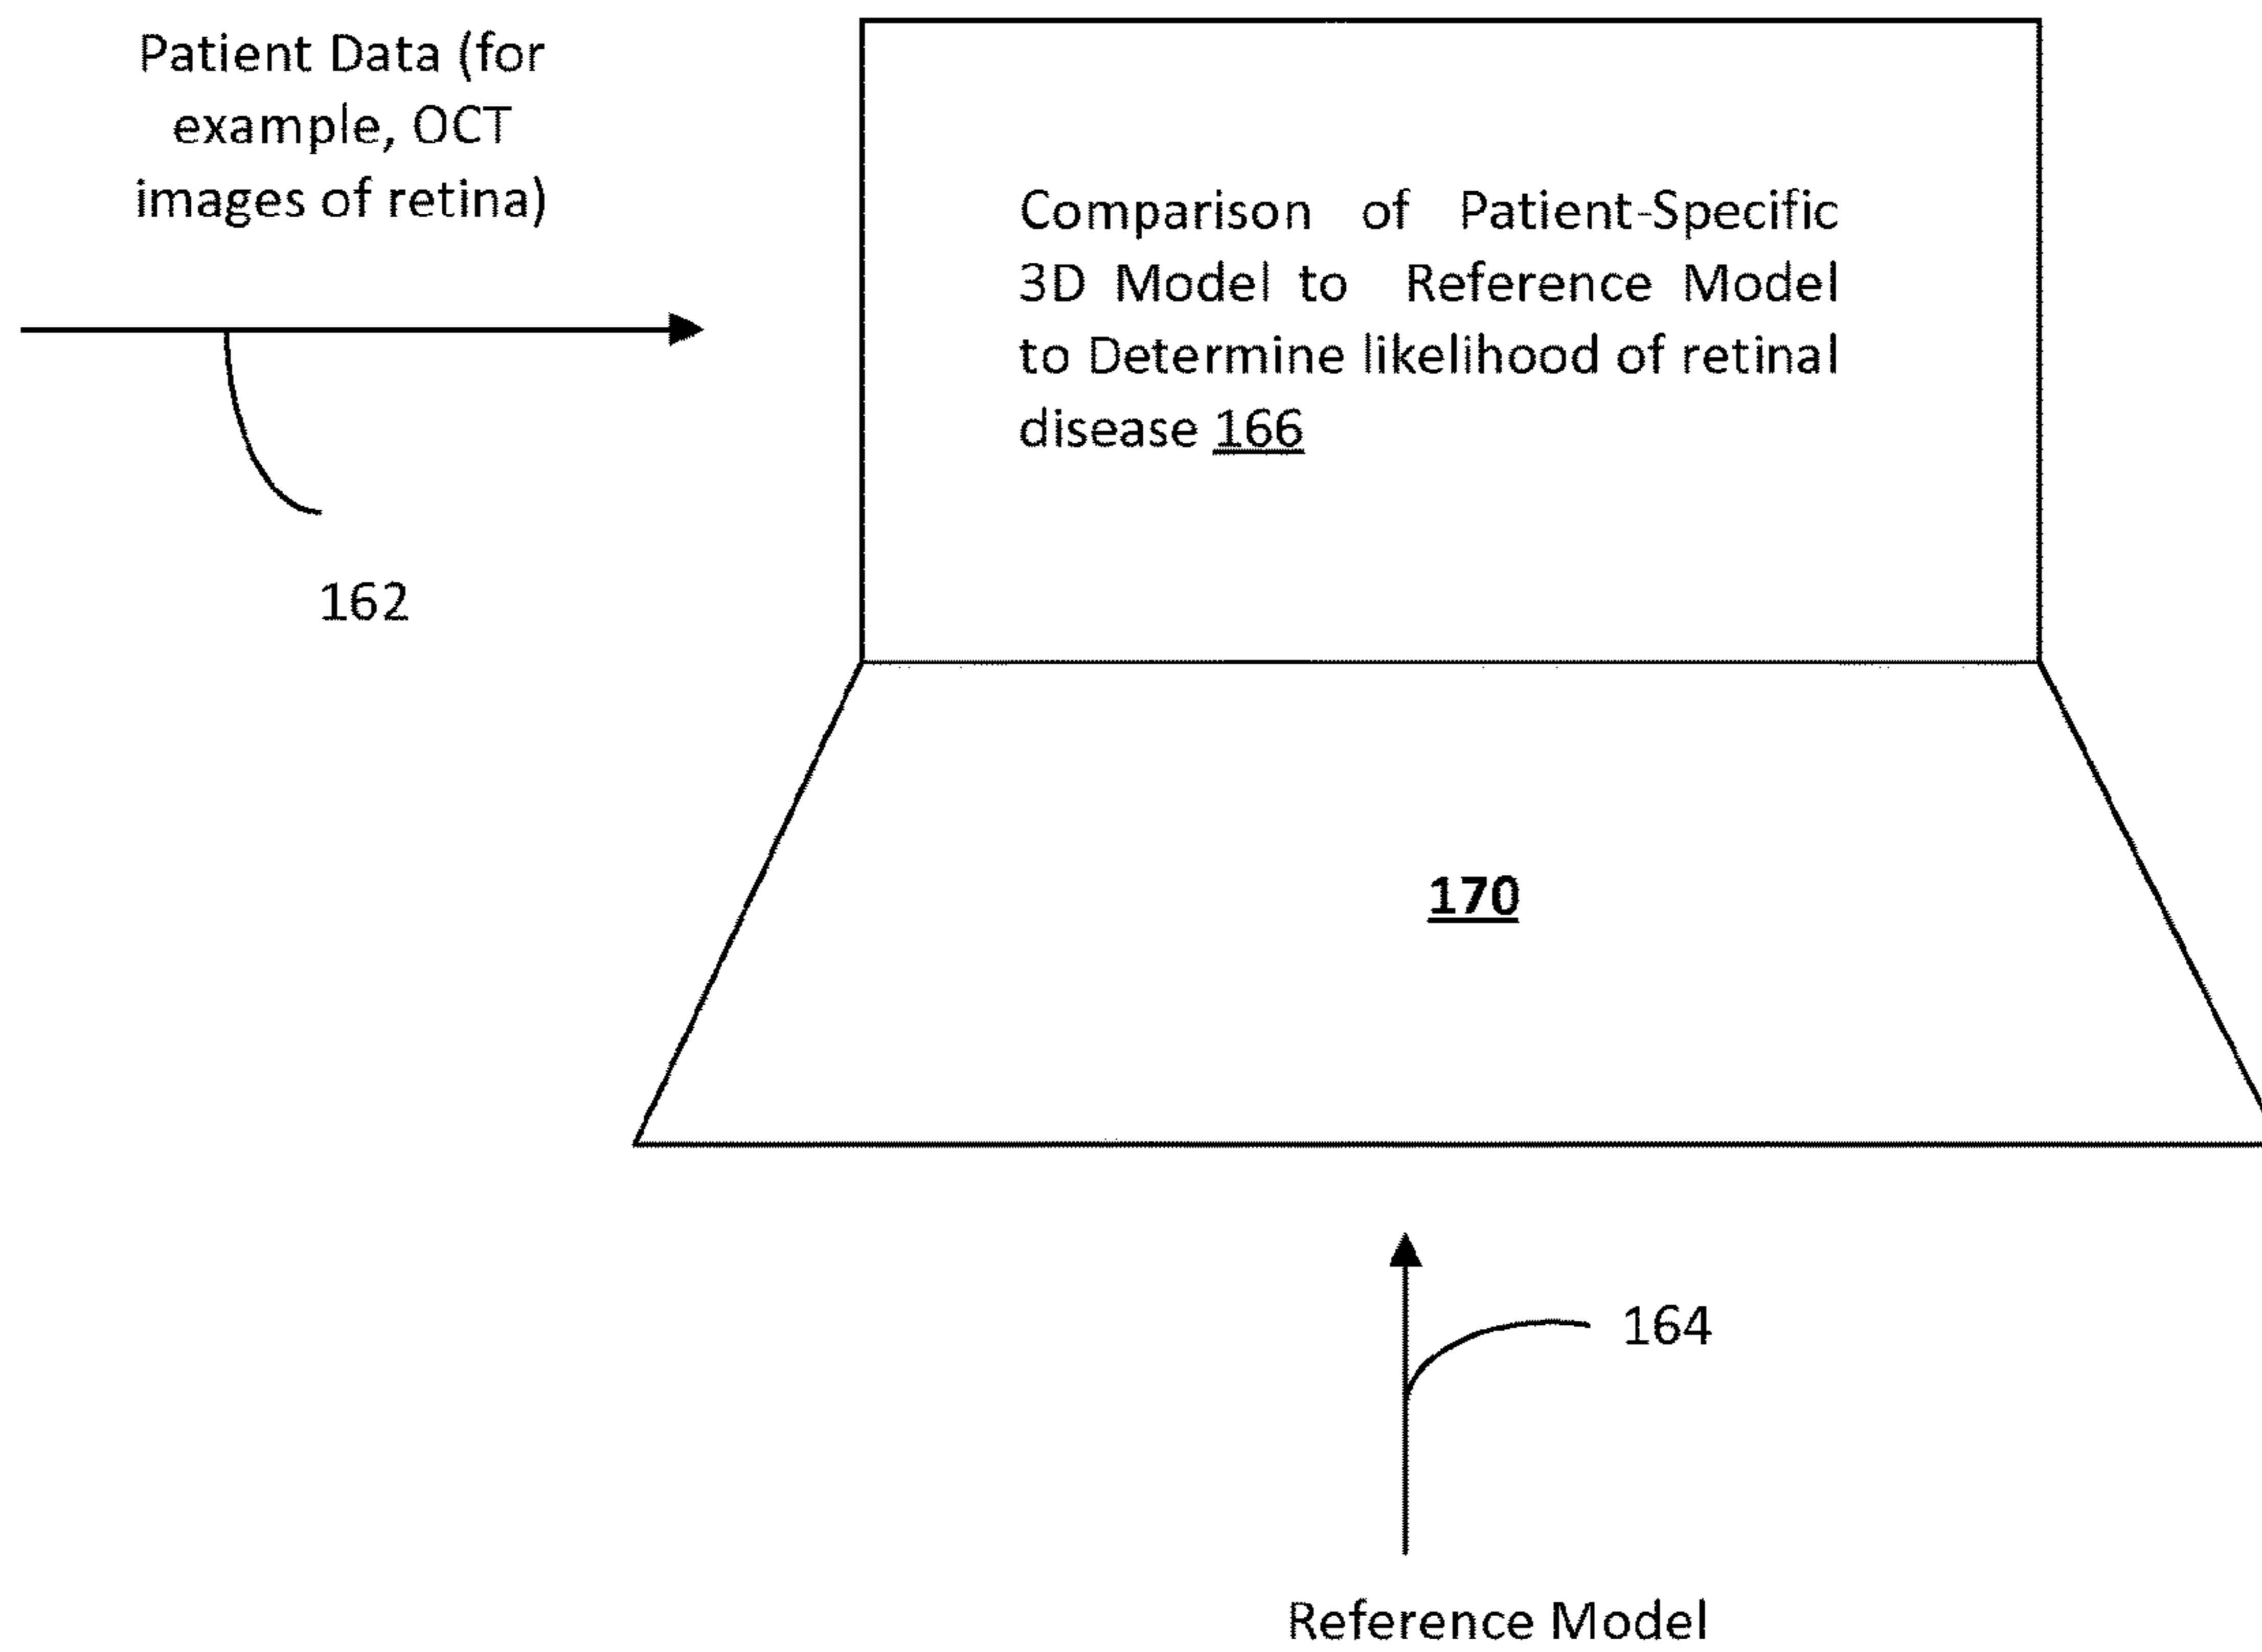 Patient Data (for
example, OCT
images of retina)
162
Comparison of Patient-Specific
3D Model to Reference Model
to Determine likelihood of retinal
disease 166
170
164
Reference Model